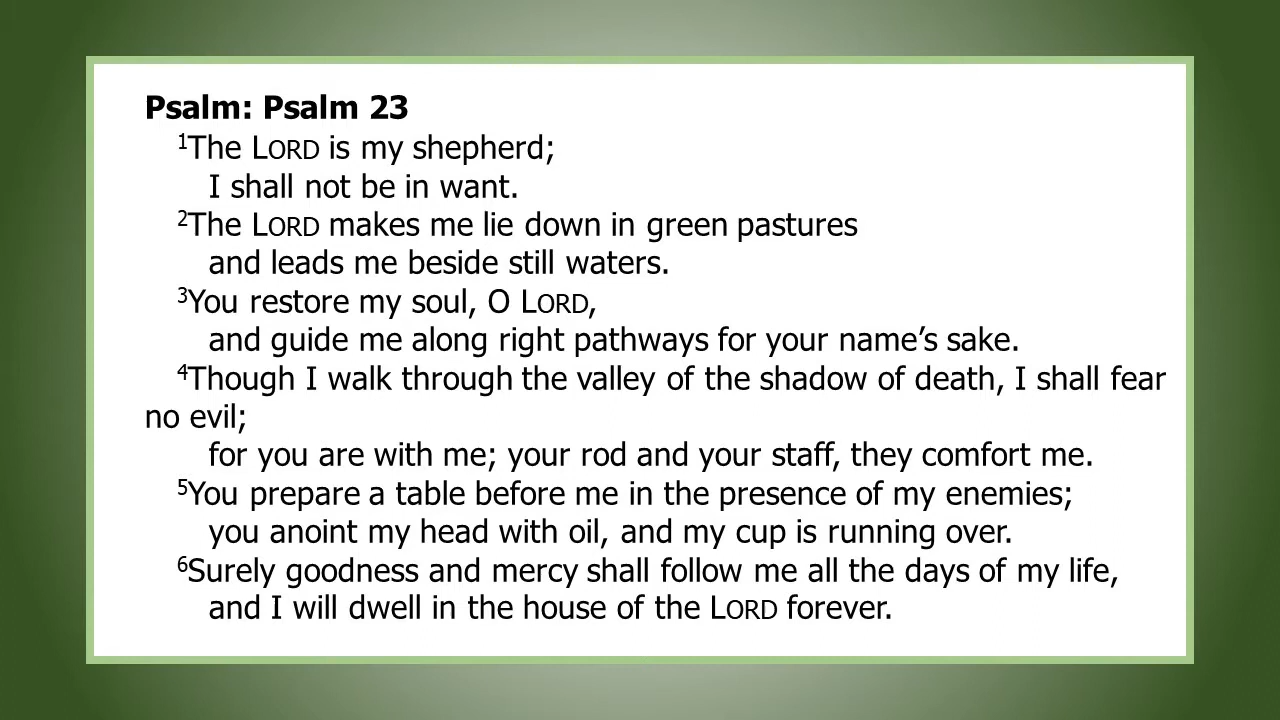 Psalm: Psalm 23
¹The LORD is my shepherd;
I shall not be in want.
²The LORD makes me lie down in green pastures
and leads me beside still waters.
³You restore my soul, O LORD,
and guide me along right pathways for your name’s sake.
⁴Though I walk through the valley of the shadow of death, I shall fear
no evil;
for you are with me; your rod and your staff, they comfort me.
⁵You prepare a table before me in the presence of my enemies;
you anoint my head with oil, and my cup is running over.
⁶Surely goodness and mercy shall follow me all the days of my life,
and I will dwell in the house of the LORD forever.